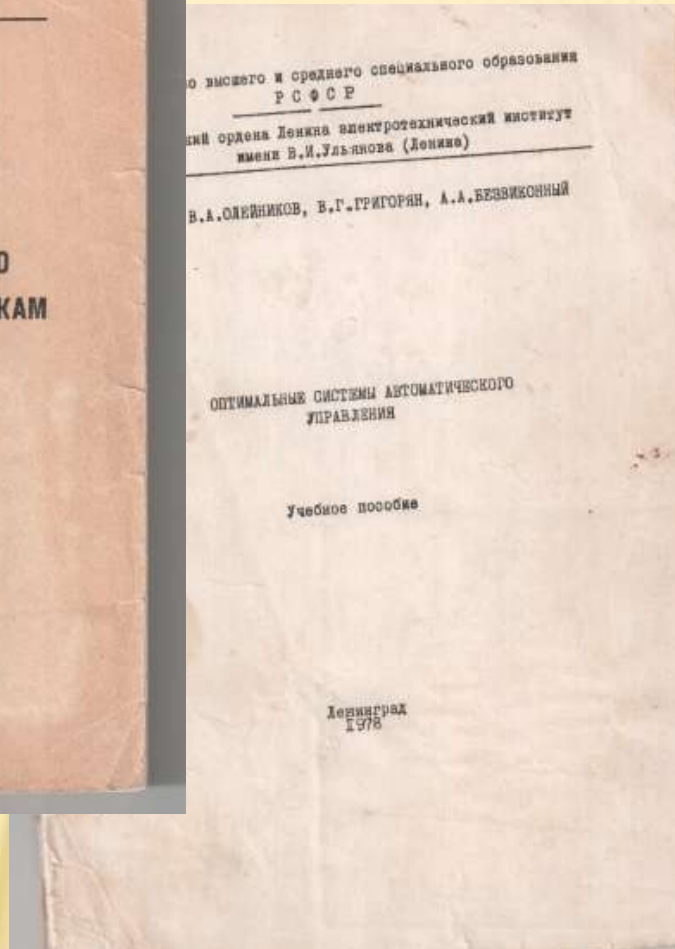 О
КАМ
о высшего и среднего специального образования
Р С Ф С Р
кий ордена Ленина электротехнический институт
имени В.И.Ульянова (Ленина)
В.А.ОЛЕЙНИКОВ, В.Г.ГРИГОРЯН, А.А.БЕЗВИКОННЫЙ
ОПТИМАЛЬНЫЕ СИСТЕМЫ АВТОМАТИЧЕСКОГО
УПРАВЛЕНИЯ
Учебное пособие
Ленинград
1978